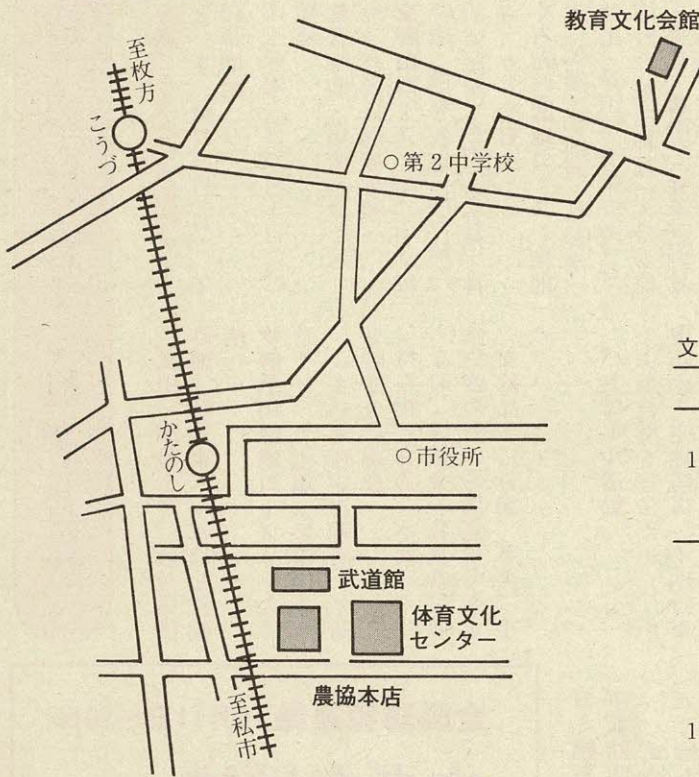 教育文化会館
至枚方
こうづ
○第2中学校
文
1
かたのし
○市役所
武道館
体育文化
センター
農協本店
至私市
1